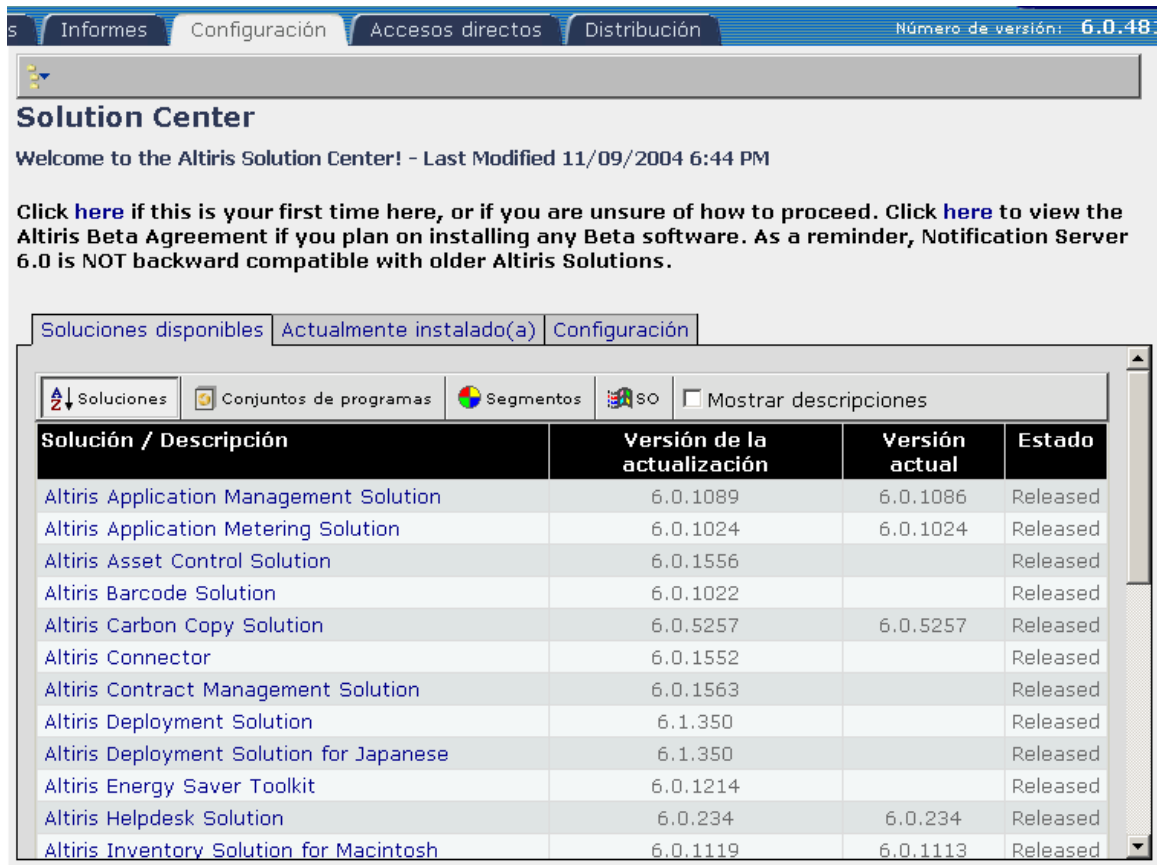 s Informes Configuración Accesos directos Distribución Número de versión: 6.0.48
Solution Center
Welcome to the Altiris Solution Center! - Last Modified 11/09/2004 6:44 PM
Click here if this is your first time here, or if you are unsure of how to proceed. Click here to view the
Altiris Beta Agreement if you plan on installing any Beta software. As a reminder, Notification Server
6.0 is NOT backward compatible with older Altiris Solutions.
Soluciones disponibles Actualmente instalado(a) Configuración
Soluciones Conjuntos de programas Segmentos SO Mostrar descripciones
Solución / Descripción Versión de la actualización Versión actual Estado
Altiris Application Management Solution 6.0.1089 6.0.1086 Released
Altiris Application Metering Solution 6.0.1024 6.0.1024 Released
Altiris Asset Control Solution 6.0.1556 Released
Altiris Barcode Solution 6.0.1022 Released
Altiris Carbon Copy Solution 6.0.5257 6.0.5257 Released
Altiris Connector 6.0.1552 Released
Altiris Contract Management Solution 6.0.1563 Released
Altiris Deployment Solution 6.1.350 Released
Altiris Deployment Solution for Japanese 6.1.350 Released
Altiris Energy Saver Toolkit 6.0.1214 Released
Altiris Helpdesk Solution 6.0.234 6.0.234 Released
Altiris Inventory Solution for Macintosh 6.0.1119 6.0.1113 Released